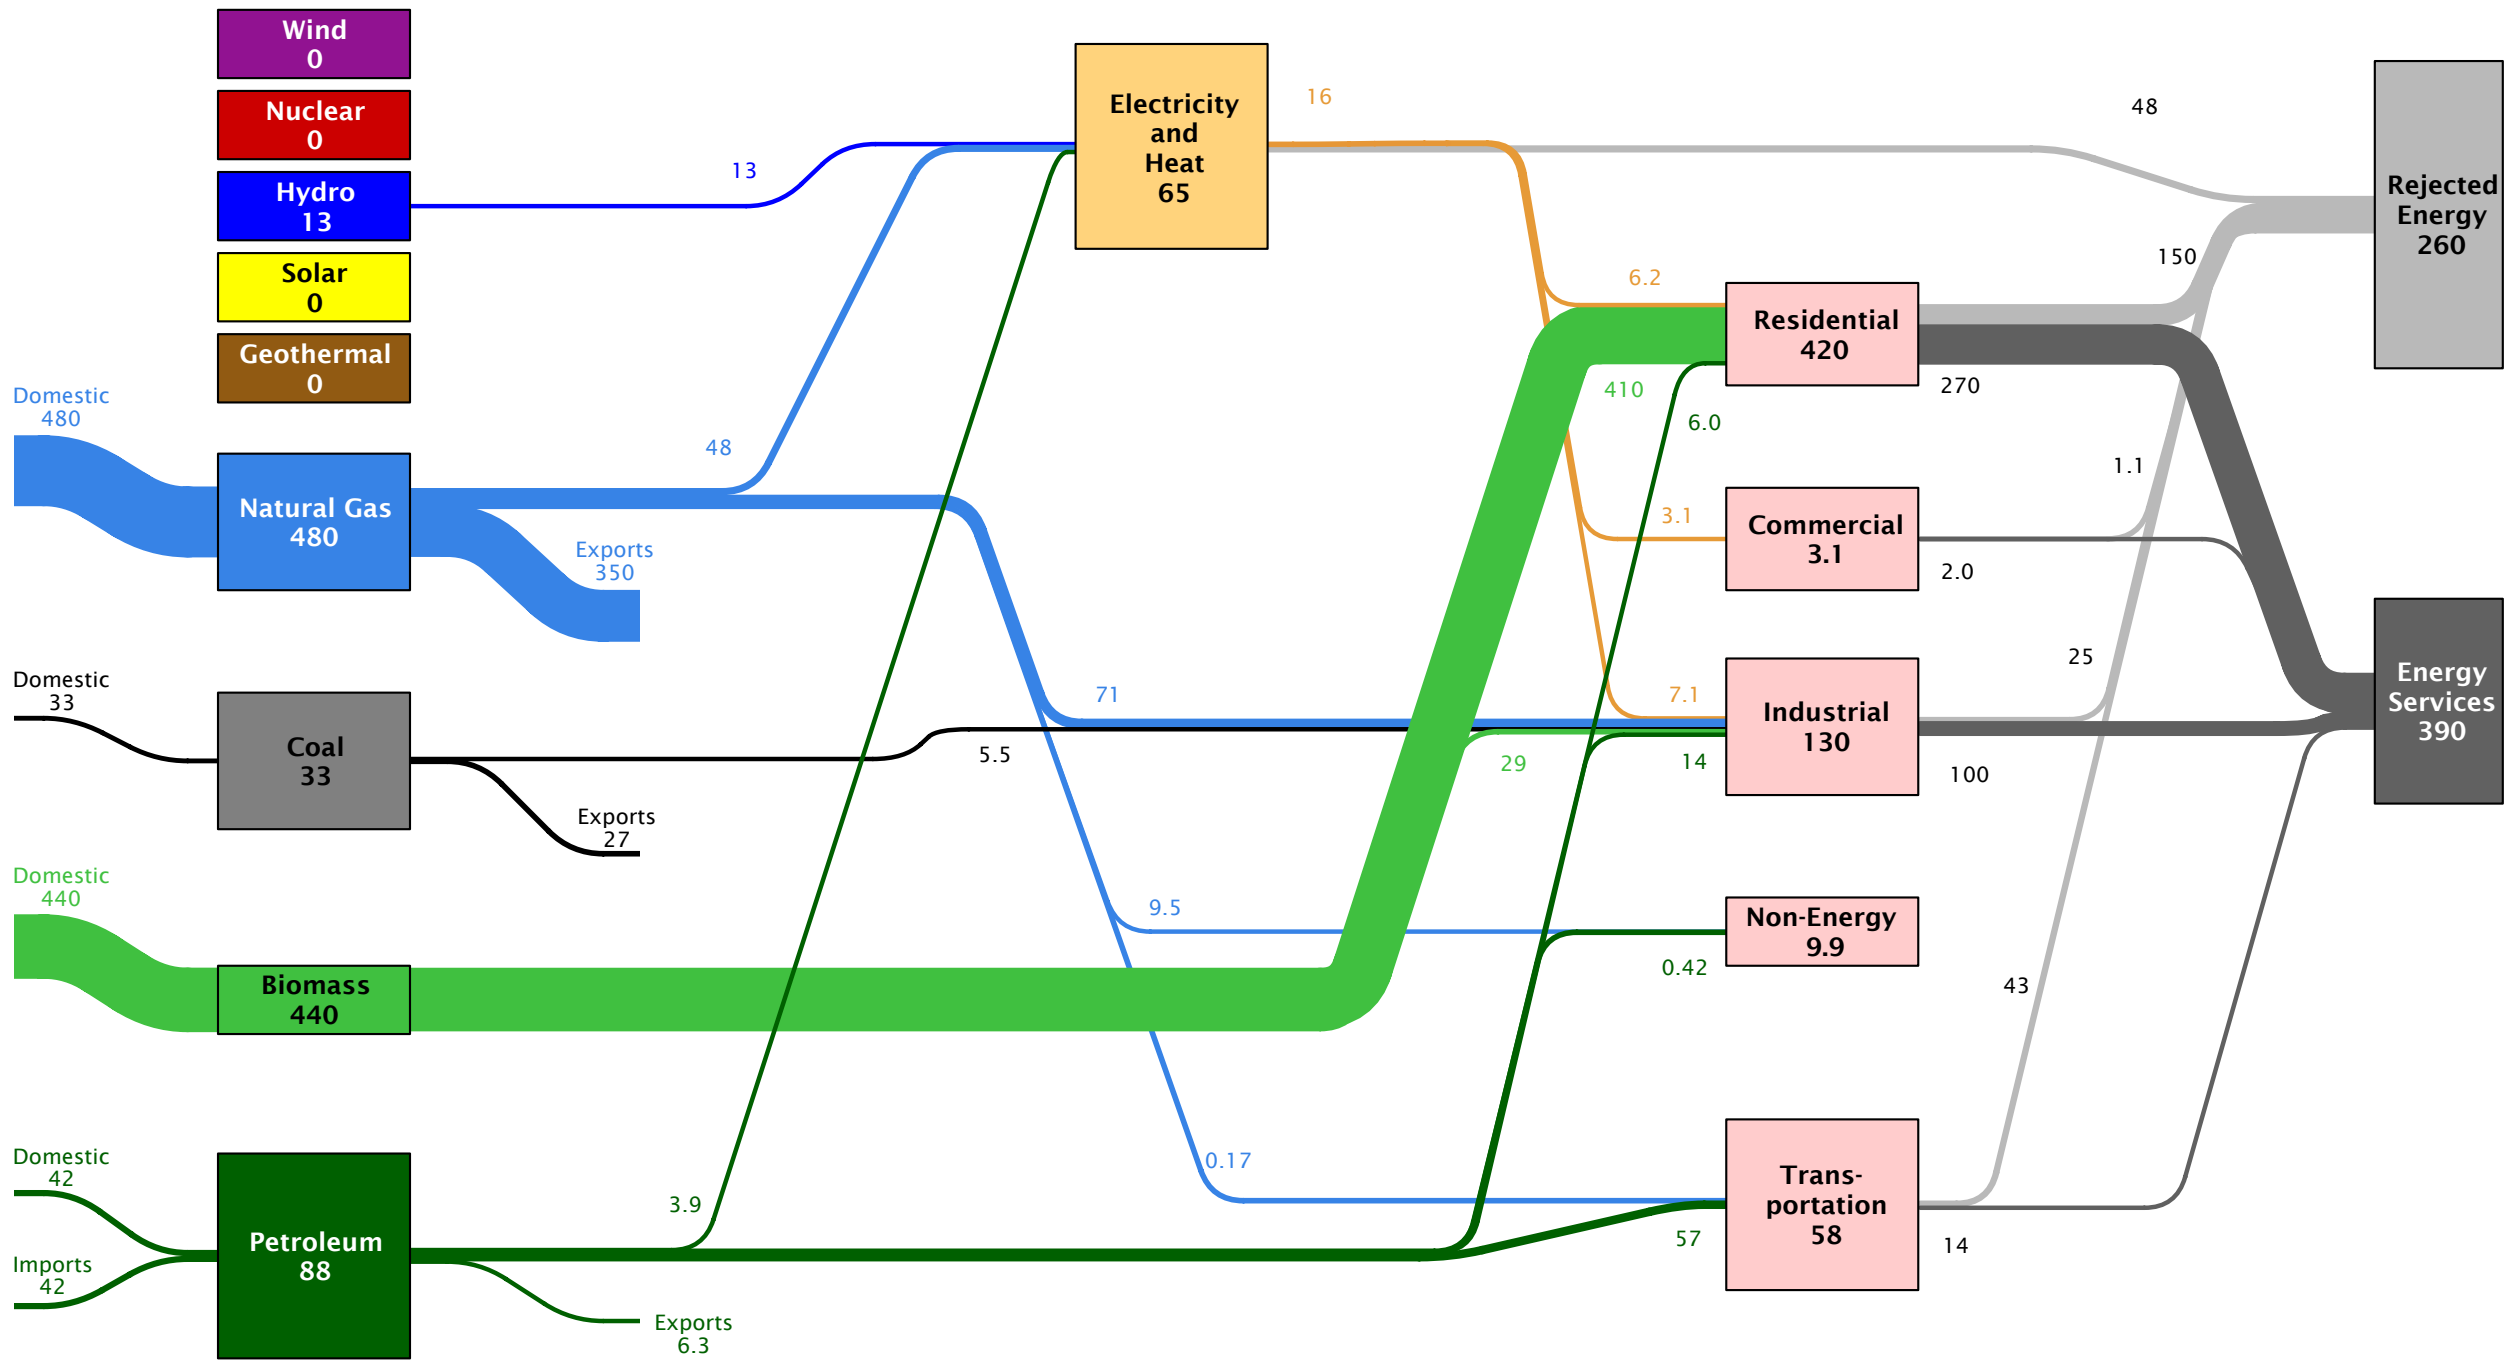 Wind
0
Nuclear
0
Hydro
13
Solar
0
Geothermal
0
Domestic
480
Natural Gas
480
Exports
350
Domestic
33
Coal
33
Exports
27
Domestic
440
Biomass
440
Domestic
42
Imports
42
Petroleum
88
Exports
6.3
13
48
3.9
Electricity
and
Heat
65
16
71
5.5
9.5
0.17
6.2
410
6.0
3.1
7.1
29
14
0.42
57
Residential
420
Commercial
3.1
Industrial
130
Non-Energy
9.9
Trans-
portation
58
48
150
270
1.1
2.0
25
100
43
14
Rejected
Energy
260
Energy
Services
390